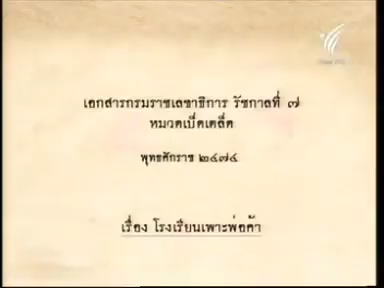 เอกสารกรมราชเลขาธิการ รัชกาลที่ ๗
หมวดเบ็ดเตล็ด
พุทธศักราช ๒๔๗๔
เรื่อง โรงเรียนเพาะพ่อค้า